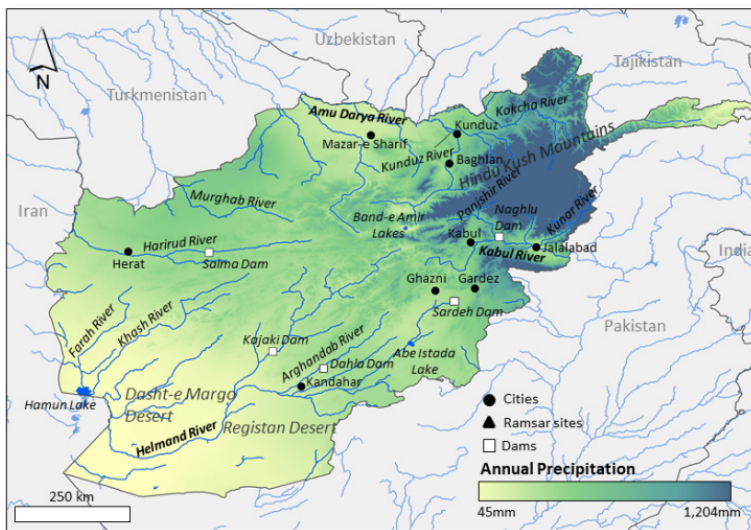 Uzbekistan
Tajikistan
Turkmenistan
N
Amu Darya River
Kokcha River
Kunduz
Mazar-e Sharif
Kunduz River
Baghlan
Hindu Kush Mountains
Murghab River
Panjshir River
Kunar River
Iran
Band-e Amir
Lakes
Naghlu
Dam
Harirud River
Kabul
Jalalabad
Kabul River
India
Herat
Salma Dam
Ghazni
Gardez
Sardeh Dam
Pakistan
Farah River
Khash River
Kajaki Dam
Arghandab River
Abe Istada
Lake
Dahla Dam
Kandahar
Hamun Lake
Dasht-e Margo
Desert
Registan Desert
Helmand River
Cities
Ramsar sites
Dams
Annual Precipitation
250 km
45mm
1,204mm